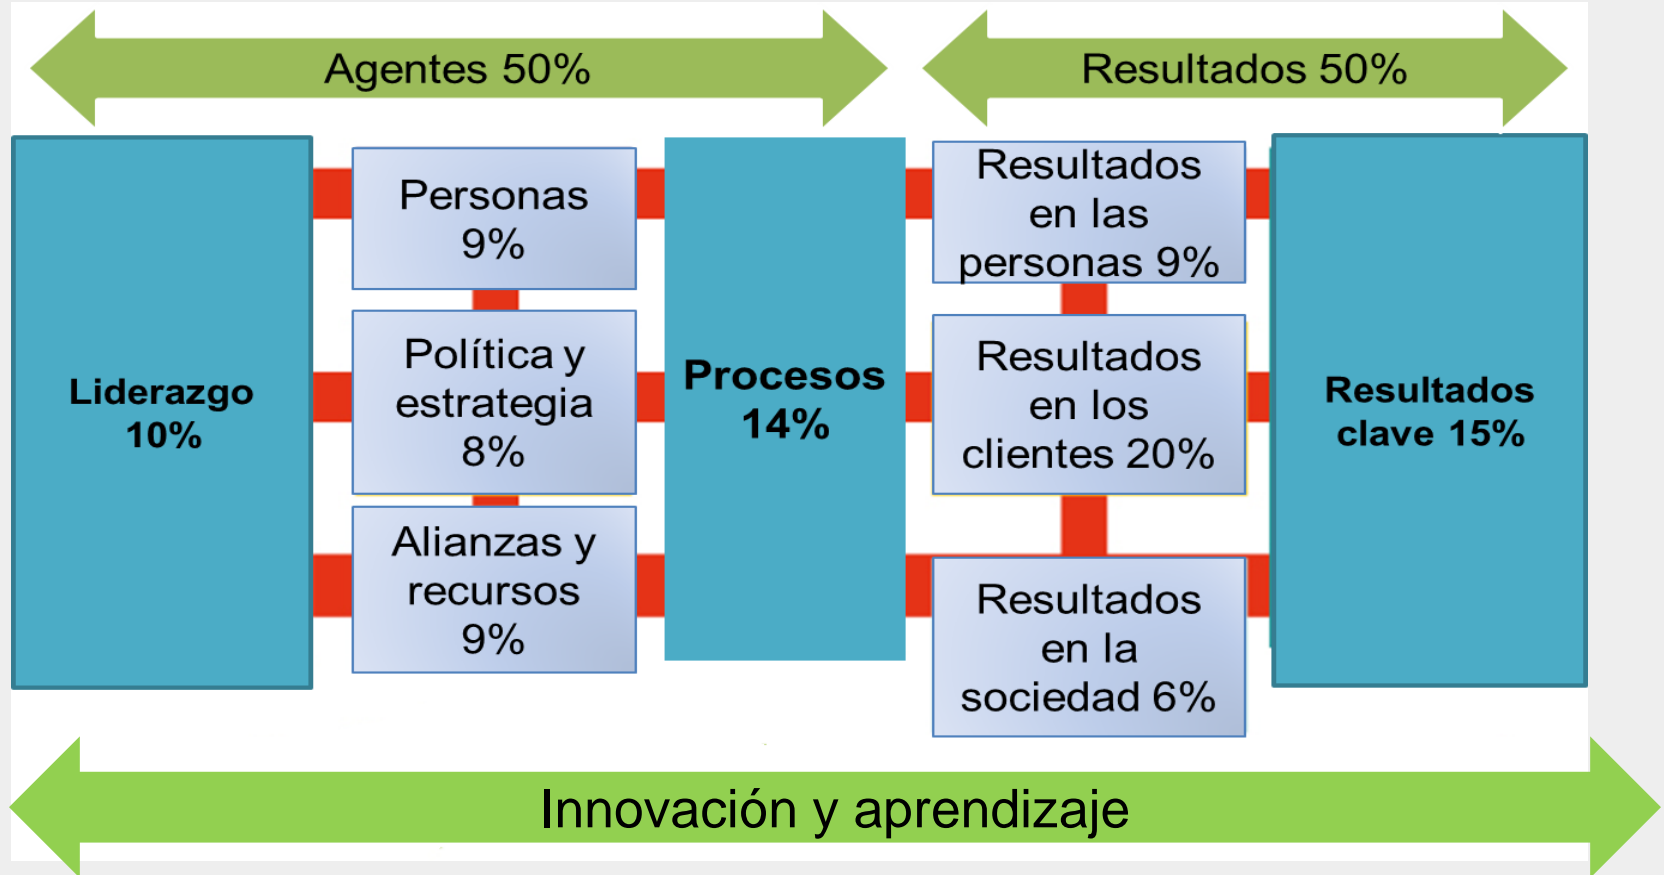 Agentes 50%
Resultados 50%
Liderazgo
10%
Personas
9%
Política y
estrategia
8%
Alianzas y
recursos
9%
Procesos
14%
Resultados
en las
personas 9%
Resultados
en los
clientes 20%
Resultados
en la
sociedad 6%
Resultados
clave 15%
Innovación y aprendizaje